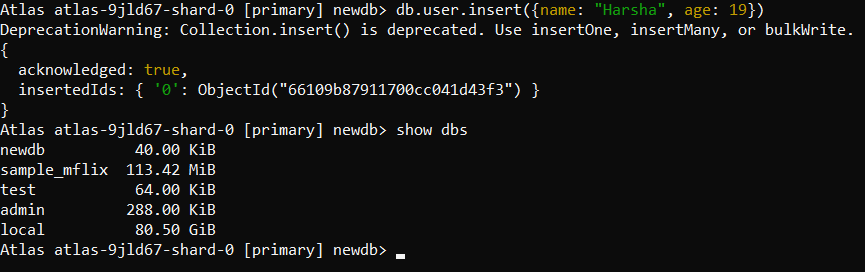 Atlas atlas-9jld67-shard-0 [primary] newdb> db.user.insert({name: "Harsha", age: 19})
DeprecationWarning: Collection.insert() is deprecated. Use insertOne, insertMany, or bulkWrite.
{
  acknowledged: true,
  insertedIds: { '0': ObjectId("66109b87911700cc041d43f3") }
}
Atlas atlas-9jld67-shard-0 [primary] newdb> show dbs
newdb          40.00 KiB
sample_mflix  113.42 MiB
test           64.00 KiB
admin         288.00 KiB
local          80.50 GiB
Atlas atlas-9jld67-shard-0 [primary] newdb>